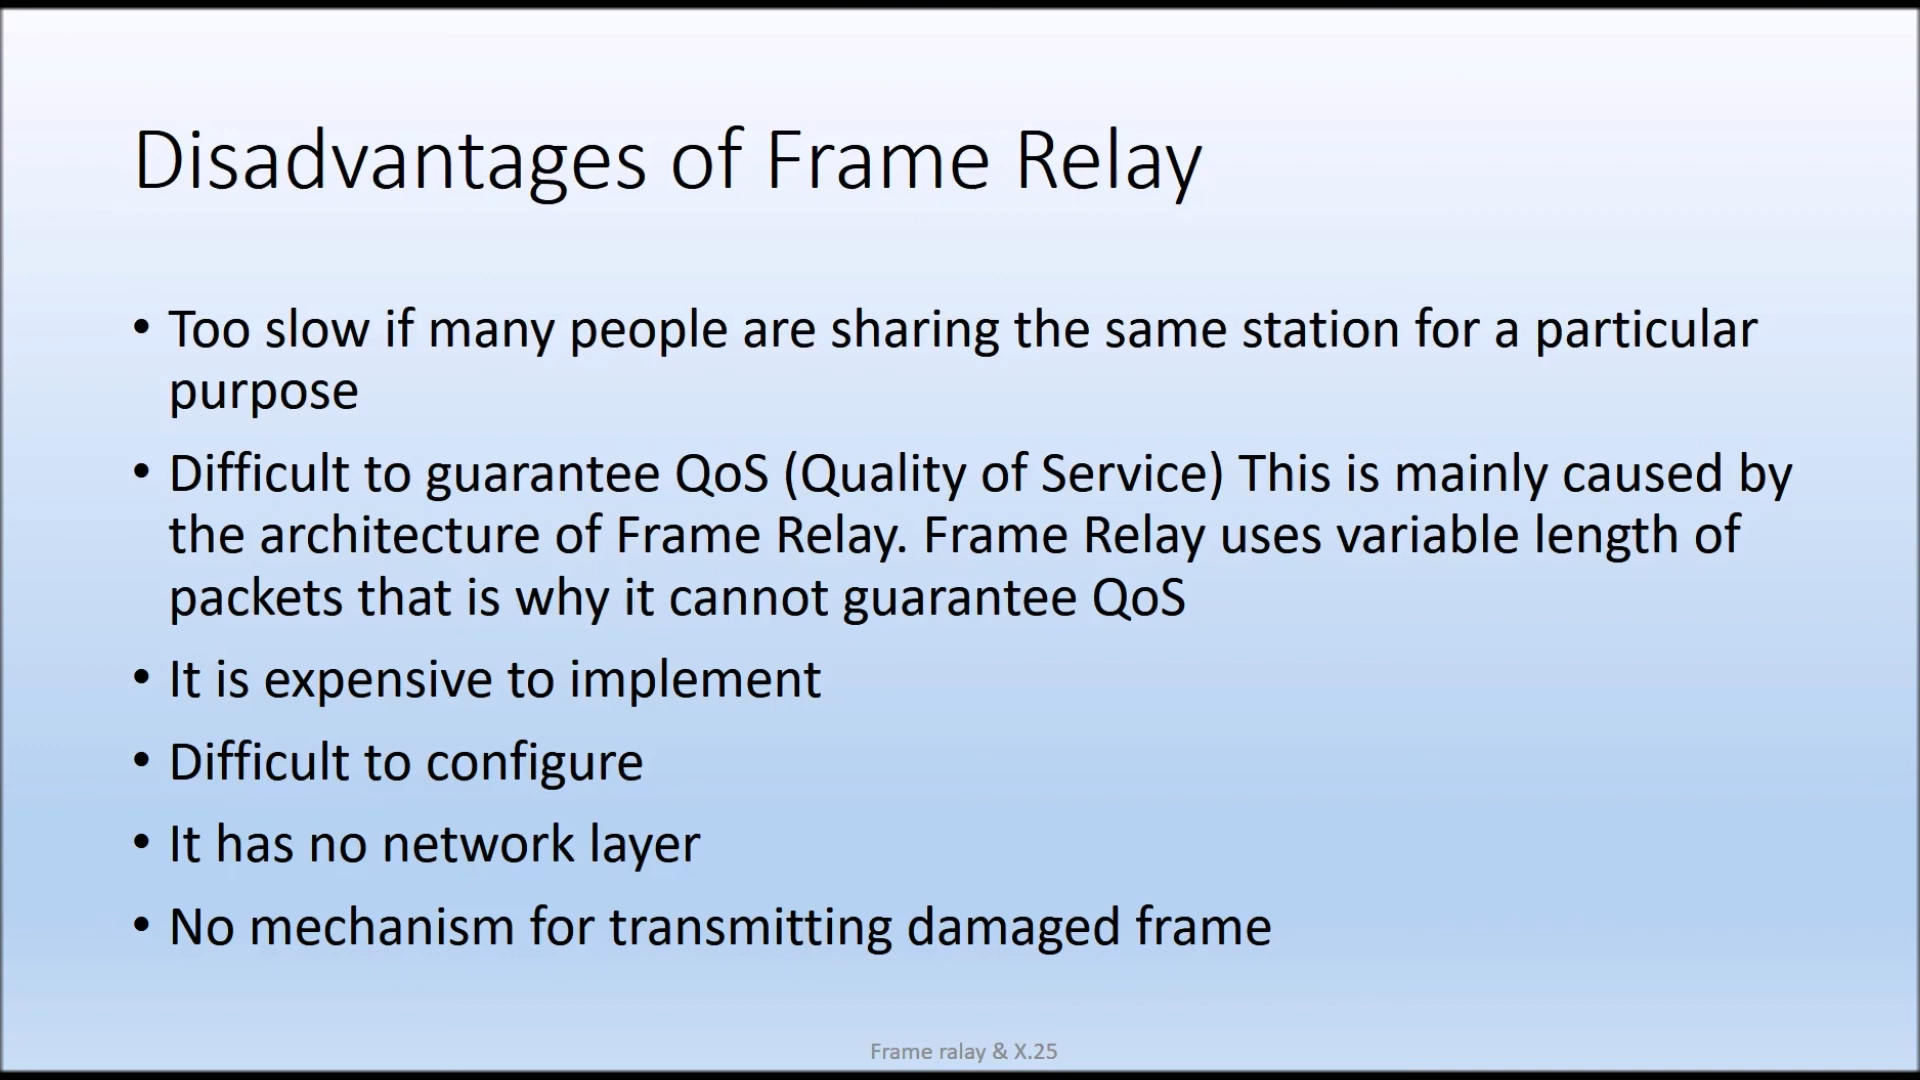 Disadvantages of Frame Relay
• Too slow if many people are sharing the same station for a particular
purpose
• Difficult to guarantee QoS (Quality of Service) This is mainly caused by
the architecture of Frame Relay. Frame Relay uses variable length of
packets that is why it cannot guarantee QoS
• It is expensive to implement
• Difficult to configure
• It has no network layer
• No mechanism for transmitting damaged frame
Frame ralay & X.25